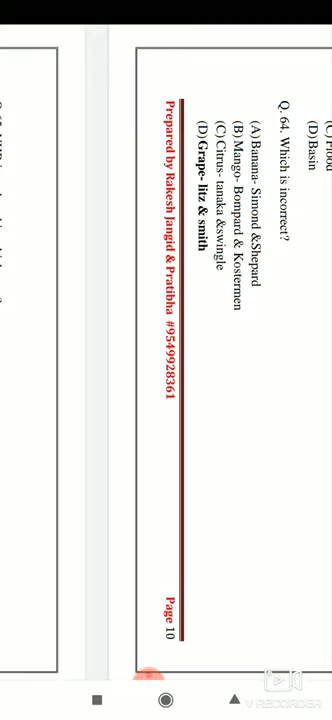 (C) Flood
(D) Basin
Q. 64. Which is incorrect?
(A) Banana- Simond &Shepard
(B) Mango- Bompard & Kostermen
(C) Citrus- tanaka &swingle
(D) Grape- litz & smith
Prepared by Rakesh Jangid & Pratibha #9549928361
Page 10
V RECORDER